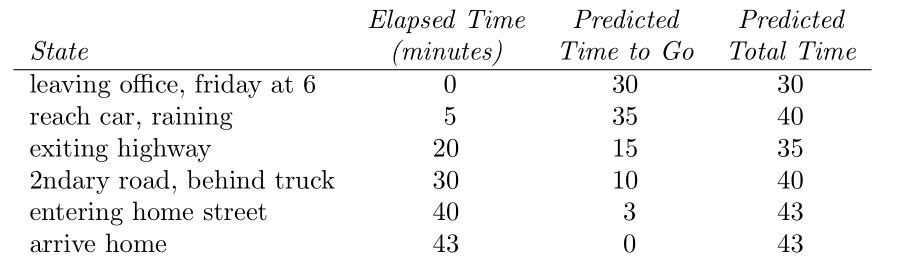 Elapsed Time Predicted Predicted
State (minutes) Time to Go Total Time
leaving office, friday at 6 0 30 30
reach car, raining 5 35 40
exiting highway 20 15 35
2ndary road, behind truck 30 10 40
entering home street 40 3 43
arrive home 43 0 43